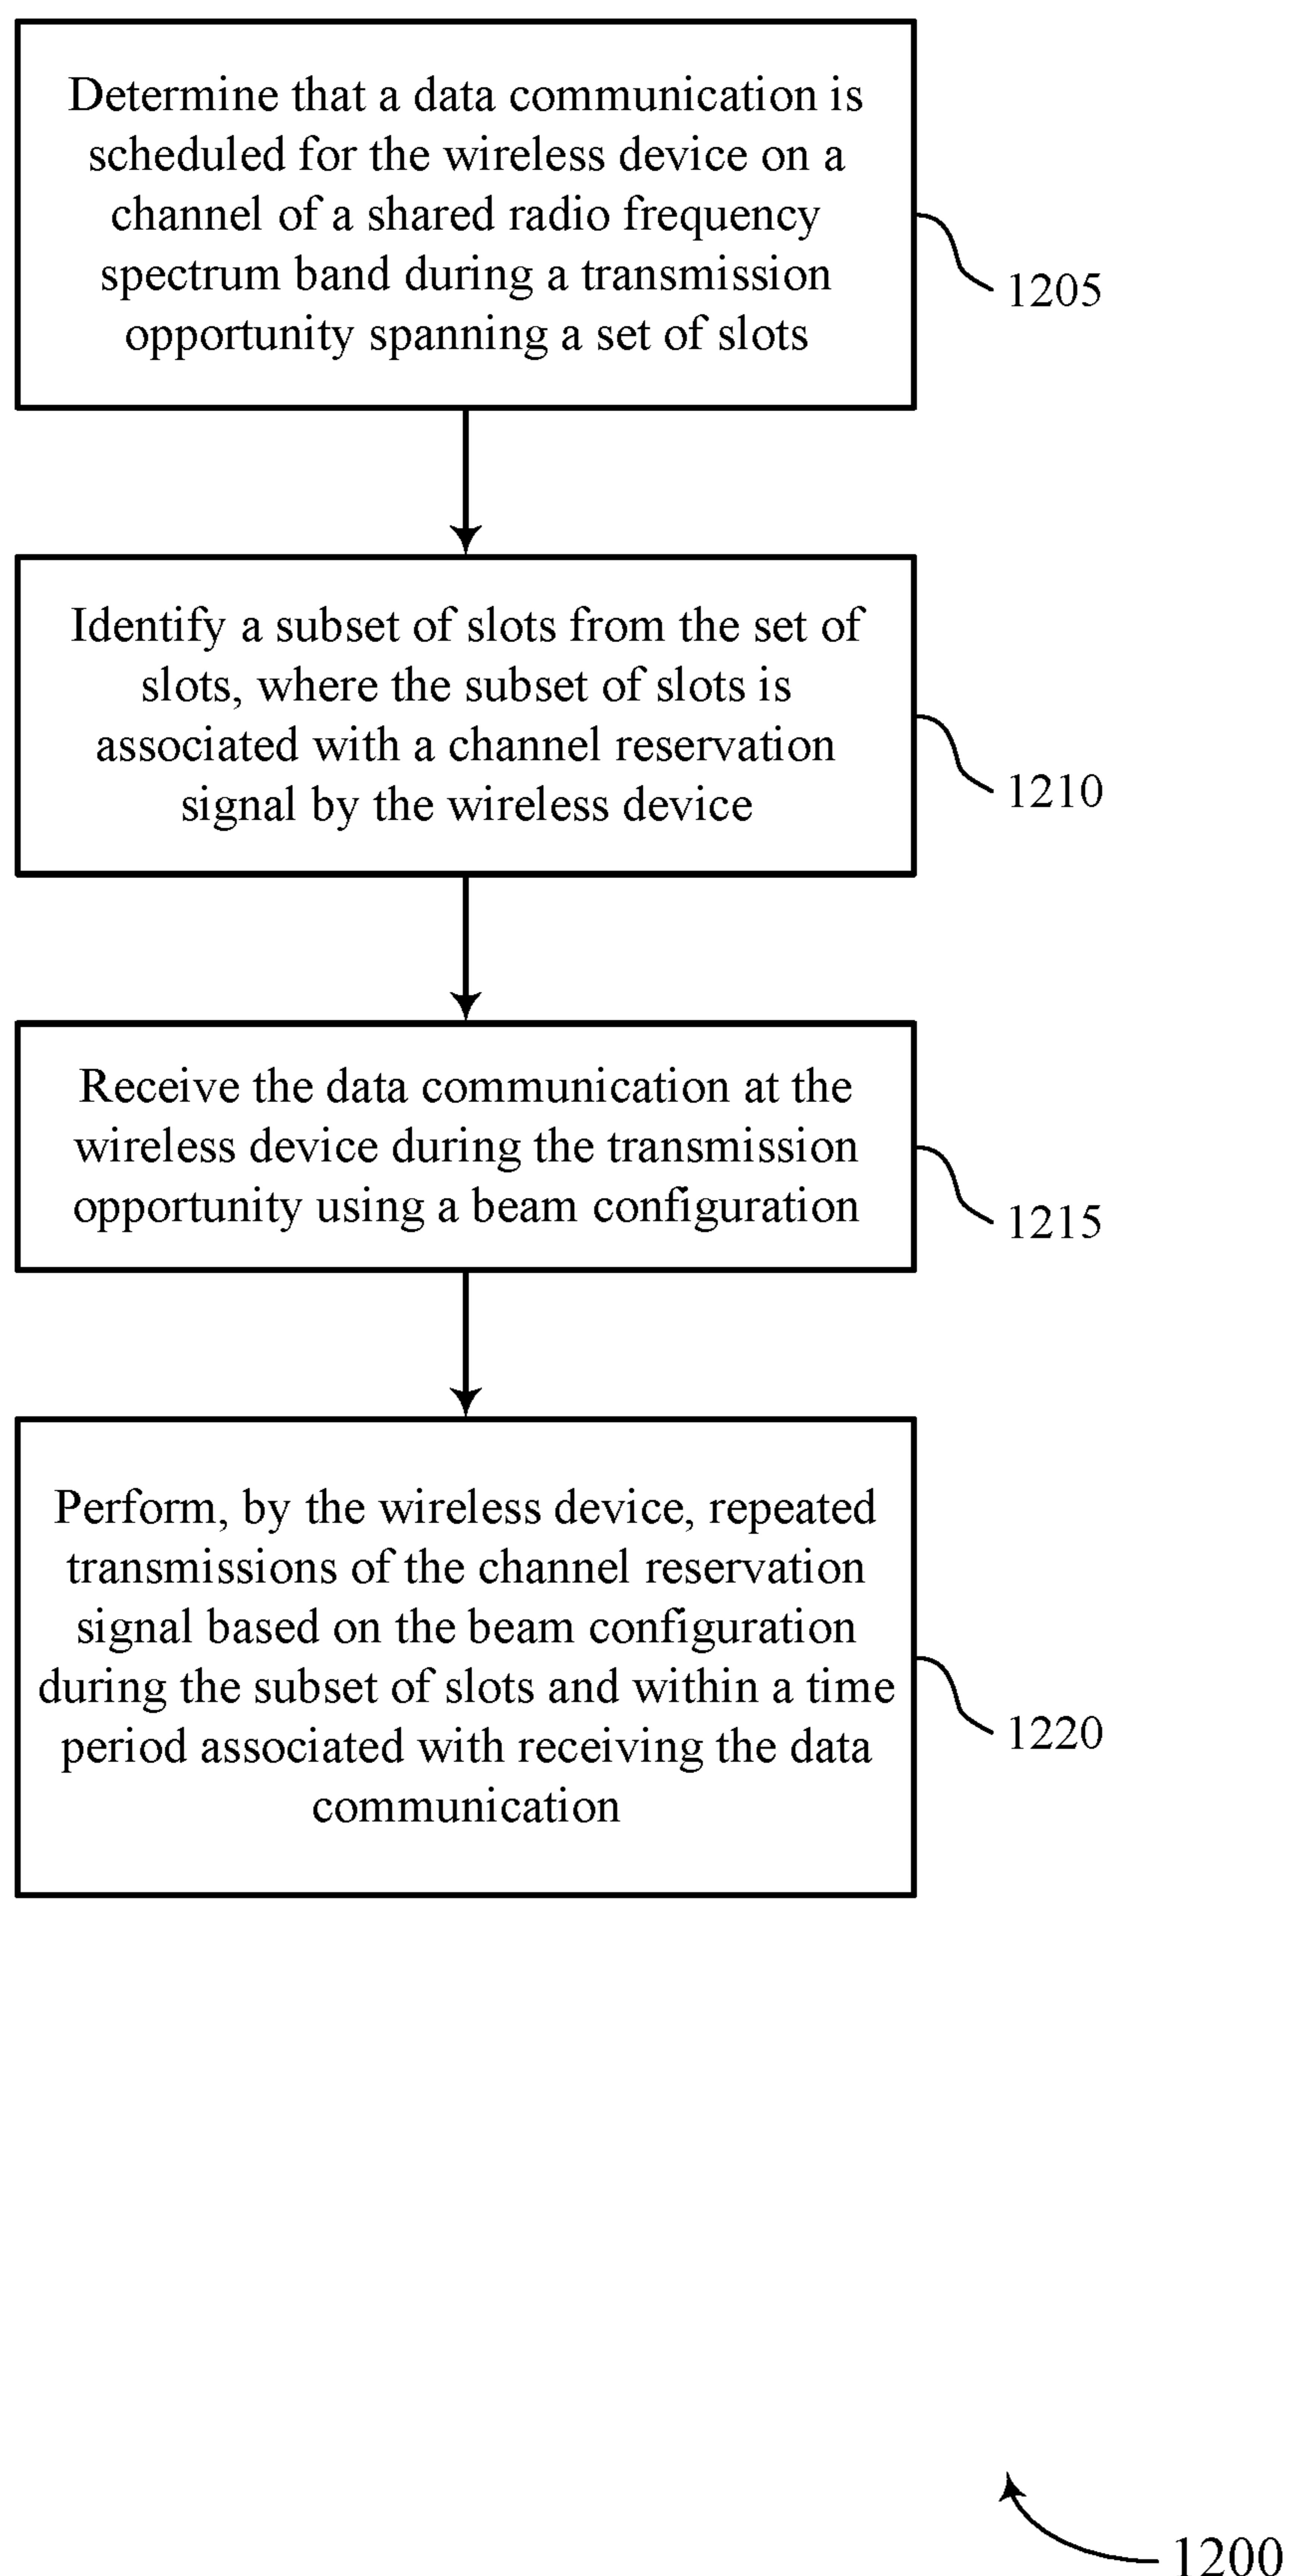 Determine that a data communication is
scheduled for the wireless device on a
channel of a shared radio frequency
spectrum band during a transmission
opportunity spanning a set of slots
1205
Identify a subset of slots from the set of
slots, where the subset of slots is
associated with a channel reservation
signal by the wireless device
1210
Receive the data communication at the
wireless device during the transmission
opportunity using a beam configuration
1215
Perform, by the wireless device, repeated
transmissions of the channel reservation
signal based on the beam configuration
during the subset of slots and within a time
period associated with receiving the data
communication
1220
1200